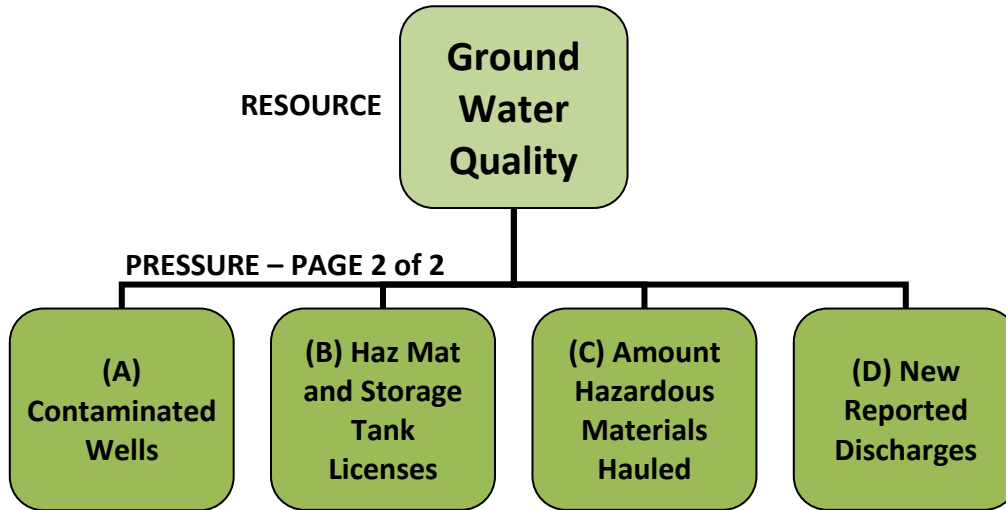 Ground
Water
Quality
RESOURCE
PRESSURE – PAGE 2 of 2
(A)
Contaminated
Wells
(B) Haz Mat
and Storage
Tank
Licenses
(C) Amount
Hazardous
Materials
Hauled
(D) New
Reported
Discharges